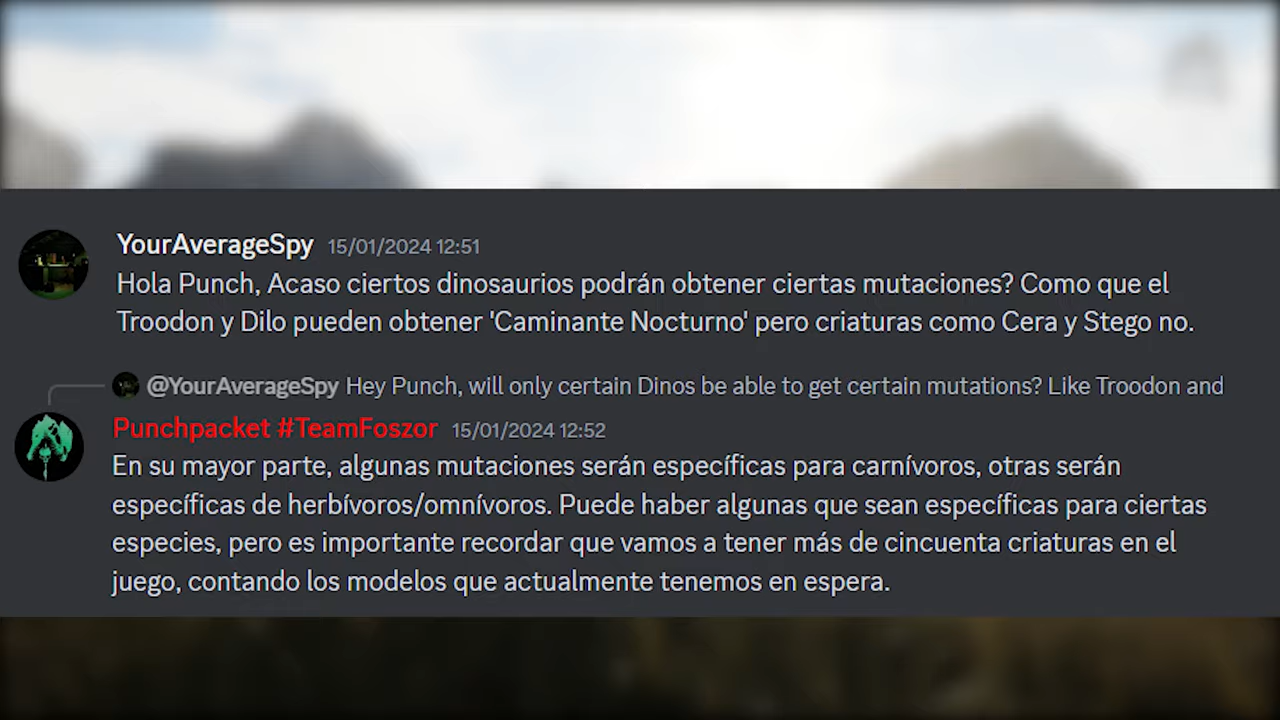 YourAverageSpy 15/01/2024 12:51
Hola Punch, Acaso ciertos dinosaurios podrán obtener ciertas mutaciones? Como que el
Troodon y Dilo pueden obtener 'Caminante Nocturno' pero criaturas como Cera y Stego no.
@YourAverageSpy Hey Punch, will only certain Dinos be able to get certain mutations? Like Troodon and
Punchpacket #TeamFoszor 15/01/2024 12:52
En su mayor parte, algunas mutaciones serán específicas para carnívoros, otras serán
específicas de herbívoros/omnívoros. Puede haber algunas que sean específicas para ciertas
especies, pero es importante recordar que vamos a tener más de cincuenta criaturas en el
juego, contando los modelos que actualmente tenemos en espera.